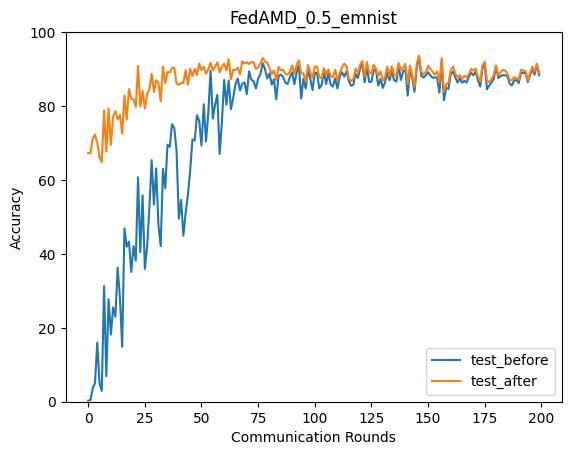 FedAMD_0.5_emnist
100
80
60
40
20
0
Accuracy
0 25 50 75 100 125 150 175 200
Communication Rounds
test_before
test_after